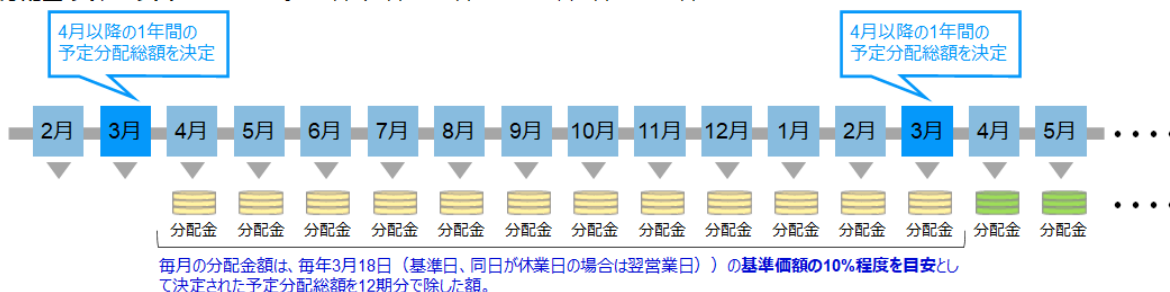 4月以降の1年間の
予定分配総額を決定
4月以降の1年間の
予定分配総額を決定
2月 3月 4月 5月 6月 7月 8月 9月 10月 11月 12月 1月 2月 3月 4月 5月 ・・・・
分配金 分配金 分配金 分配金 分配金 分配金 分配金 分配金 分配金 分配金 分配金 分配金 分配金 分配金 ・・・・
毎月の分配金額は、毎年3月18日（基準日、同日が休業日の場合は翌営業日））の基準価額の10%程度を目安とし
て決定された予定分配総額を12期分で除した額。